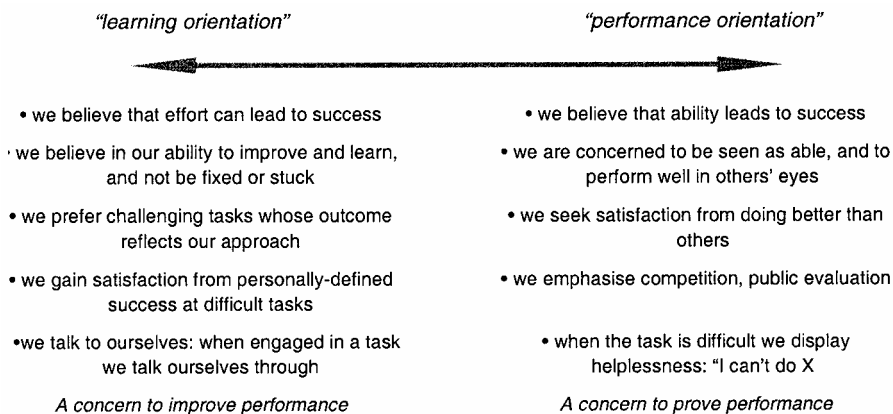 “learning orientation”
• we believe that effort can lead to success
• we believe in our ability to improve and learn,
and not be fixed or stuck
• we prefer challenging tasks whose outcome
reflects our approach
• we gain satisfaction from personally-defined
success at difficult tasks
•we talk to ourselves: when engaged in a task
we talk ourselves through
A concern to improve performance
“performance orientation”
• we believe that ability leads to success
• we are concerned to be seen as able, and to
perform well in others’ eyes
• we seek satisfaction from doing better than
others
• we emphasise competition, public evaluation
• when the task is difficult we display
helplessness: “I can’t do X
A concern to prove performance